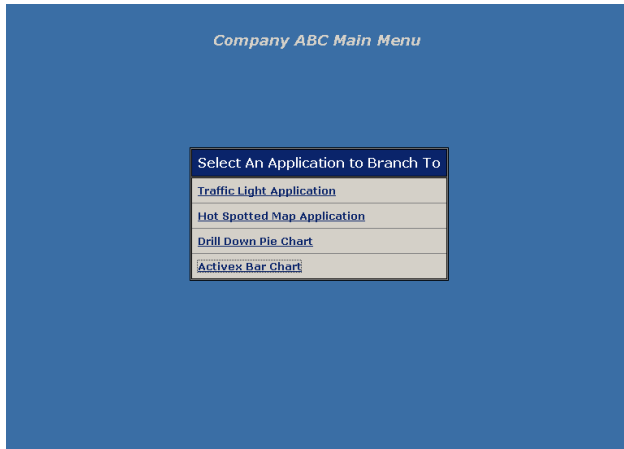 Company ABC Main Menu
Select An Application to Branch To
Traffic Light Application
Hot Spotted Map Application
Drill Down Pie Chart
Activex Bar Chart